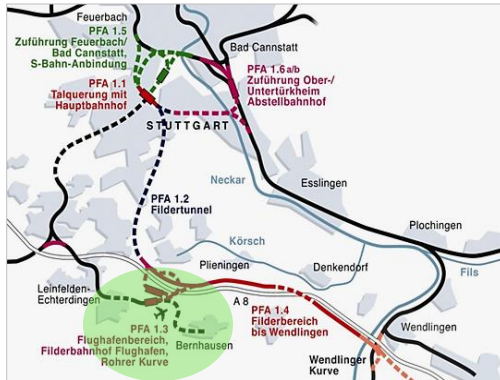 Feuerbach
PFA 1.5
Zuführung Feuerbach/
Bad Cannstatt,
S-Bahn-Anbindung
Bad Cannstatt
PFA 1.6 a/b
Zuführung Ober-/
Untertürkheim
Abstellbahnhof
PFA 1.1
Talquerung mit
Hauptbahnhof
STUTTGART
Neckar
Esslingen
PFA 1.2
Fildertunnel
Plochingen
Körsch
Fils
Plieningen
Denkendorf
Leinfelden-
Echterdingen
A 8
PFA 1.4
Filderbereich
bis Wendlingen
Wendlingen
PFA 1.3
Flughafenbereich,
Filderbahnhof Flughafen,
Rohrer Kurve
Bernhausen
Wendlinger
Kurve